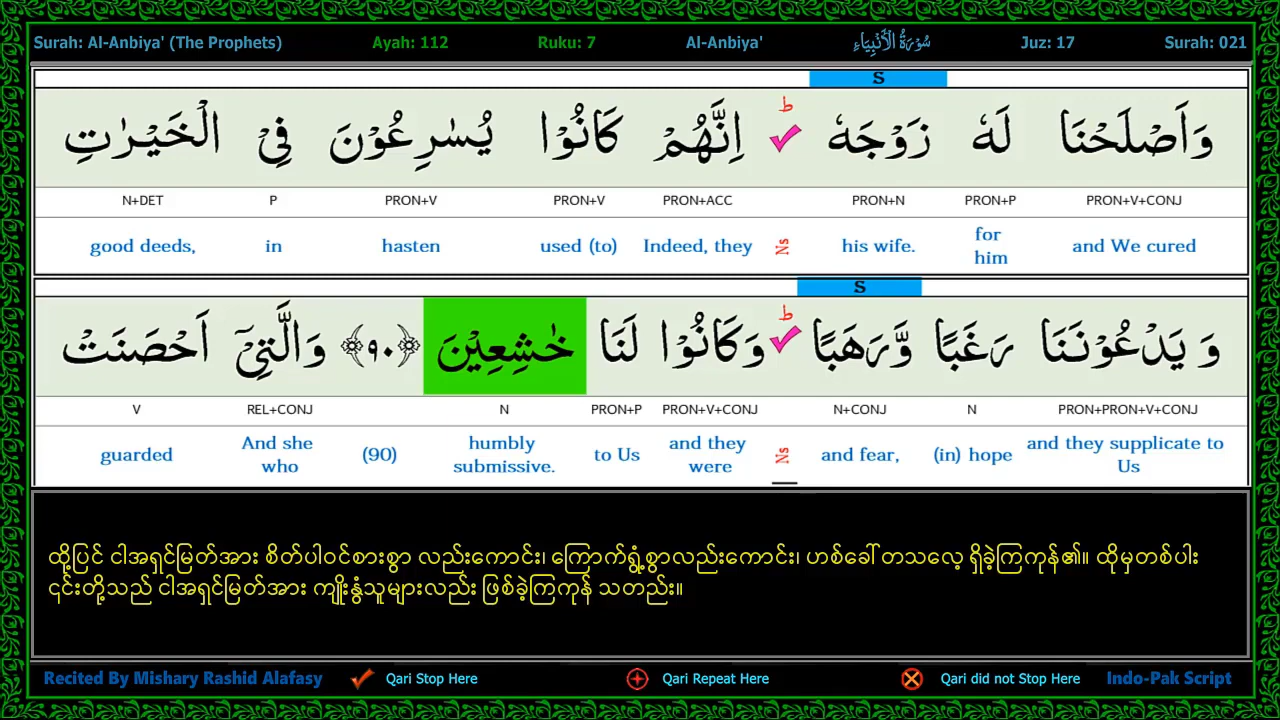 Surah: Al-Anbiya' (The Prophets) Ayah: 112 Ruku: 7 Al-Anbiya' سُوْرَةُ الْاَنْۢبِيَاءِ Juz: 17 Surah: 021
S
وَاَصْلَحْنَا لَهٗ زَوْجَهٗ ؕ اِنَّهُمْ كَانُوْا يُسٰرِعُوْنَ فِىْ الْخَيْرٰتِ
N+DET P PRON+V PRON+V PRON+ACC PRON+N PRON+P PRON+V+CONJ
good deeds, in hasten used (to) Indeed, they Ns his wife. for him and We cured
S
وَ يَدْعُوْنَنَا رَغَبًا وَّرَهَبًا ؕ وَكَانُوْا لَنَا خٰشِعِيْنَ ﴿٩٠﴾ وَالَّتِىْۤ اَحْصَنَتْ
V REL+CONJ N PRON+P PRON+V+CONJ N+CONJ N PRON+PRON+V+CONJ
guarded And she who (90) humbly submissive. to Us and they were Ns and fear, (in) hope and they supplicate to Us
ထို့ပြင် ငါအရှင်မြတ်အား စိတ်ပါဝင်စားစွာ လည်းကောင်း၊ ကြောက်ရွံ့စွာလည်းကောင်း၊ ဟစ်ခေါ် တသလေ့ ရှိခဲ့ကြကုန်၏။ ထိုမှတစ်ပါး
၎င်းတို့သည် ငါအရှင်မြတ်အား ကျိုးနွံသူများလည်း ဖြစ်ခဲ့ကြကုန် သတည်း။
Recited By Mishary Rashid Alafasy Qari Stop Here Qari Repeat Here Qari did not Stop Here Indo-Pak Script